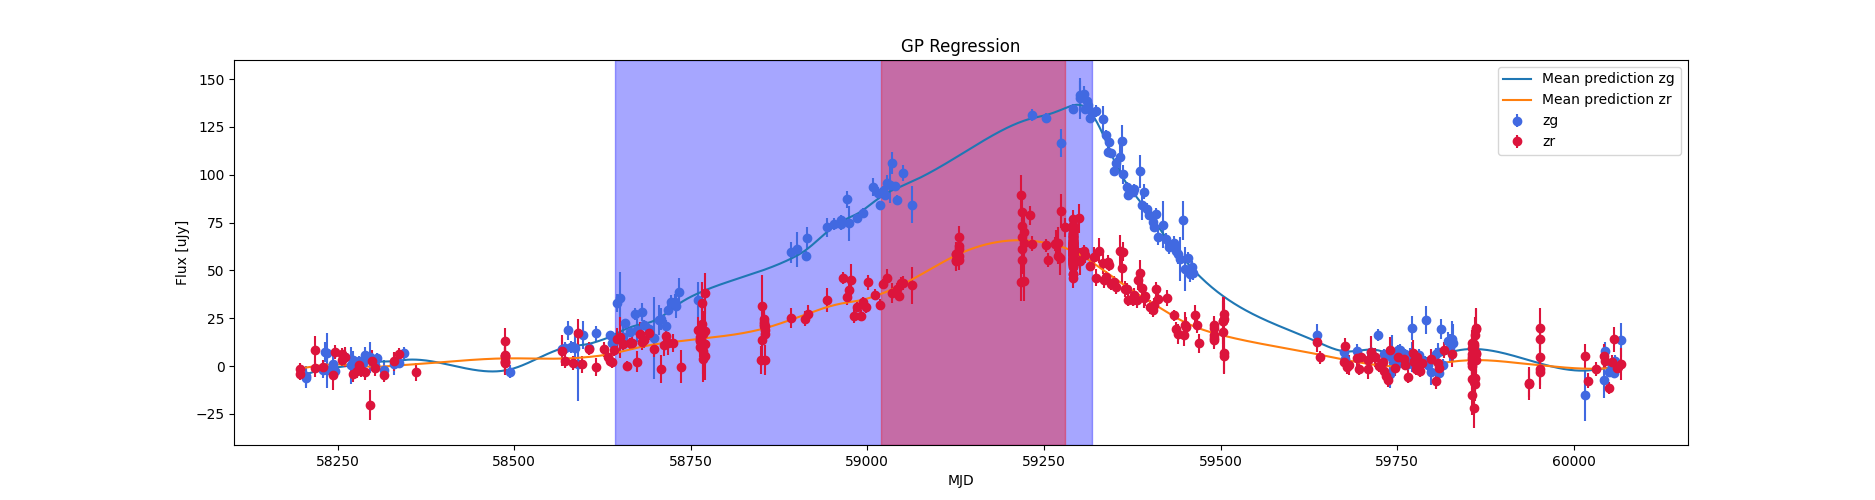 GP Regression
150
125
100
75
50
25
0
−25
Flux [uJy]
58250
58500
58750
59000
59250
59500
59750
60000
MJD
Mean prediction zg
Mean prediction zr
zg
zr